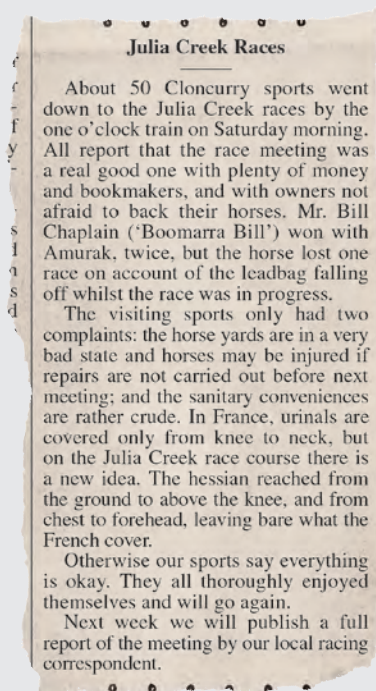 Julia Creek Races
About 50 Cloncurry sports went
down to the Julia Creek races by the
one o'clock train on Saturday morning.
All report that the race meeting was
a real good one with plenty of money
and bookmakers, and with owners not
afraid to back their horses. Mr. Bill
Chaplain (‘Boomarra Bill’) won with
Amurak, twice, but the horse lost one
race on account of the leadbag falling
off whilst the race was in progress.
The visiting sports only had two
complaints: the horse yards are in a very
bad state and horses may be injured if
repairs are not carried out before next
meeting; and the sanitary conveniences
are rather crude. In France, urinals are
covered only from knee to neck, but
on the Julia Creek race course there is
a new idea. The hessian reached from
the ground to above the knee, and from
chest to forehead, leaving bare what the
French cover.
Otherwise our sports say everything
is okay. They all thoroughly enjoyed
themselves and will go again.
Next week we will publish a full
report of the meeting by our local racing
correspondent.